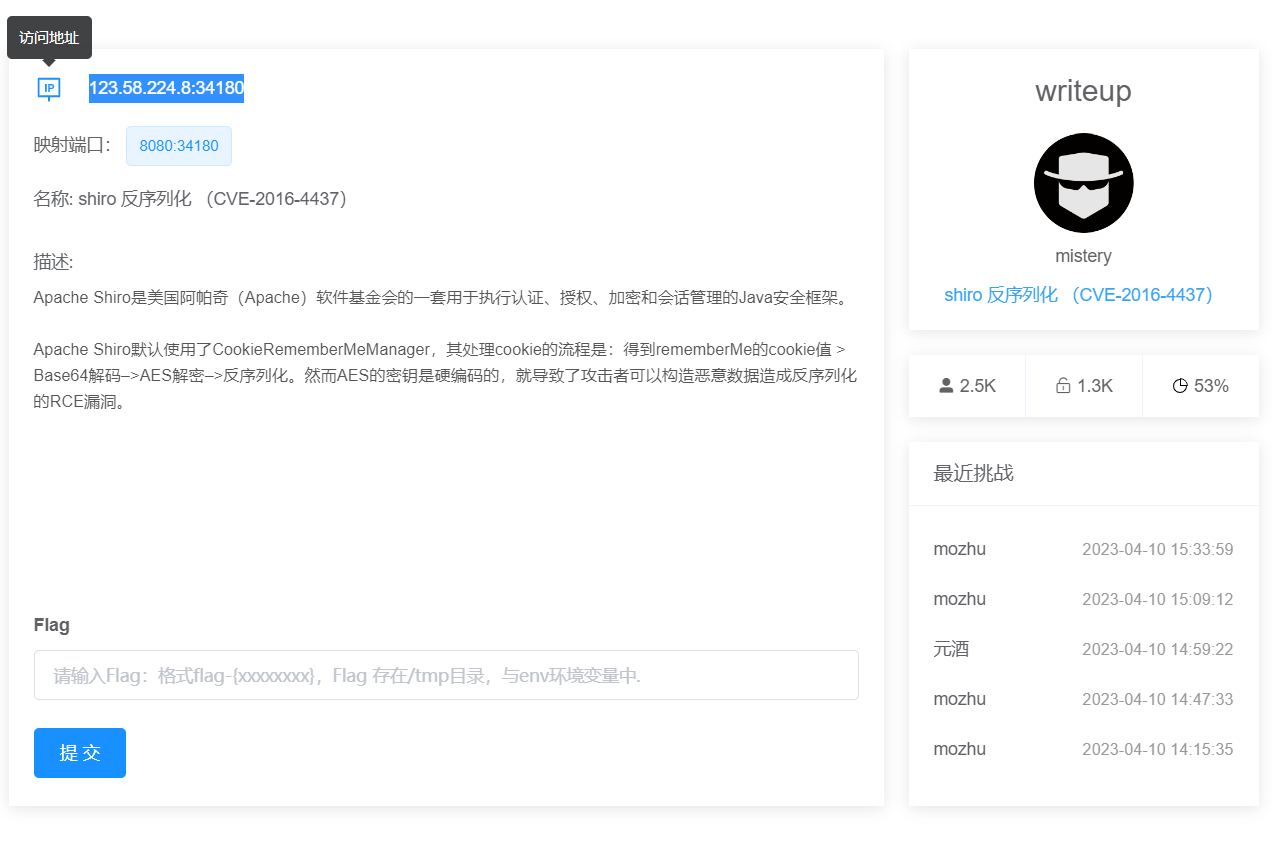 访问地址
IP
123.58.224.8:34180
映射端口： 8080:34180
名称: shiro 反序列化 （CVE-2016-4437）
描述:
Apache Shiro是美国阿帕奇（Apache）软件基金会的一套用于执行认证、授权、加密和会话管理的Java安全框架。
Apache Shiro默认使用了CookieRememberMeManager，其处理cookie的流程是：得到rememberMe的cookie值 >
Base64解码–>AES解密–>反序列化。然而AES的密钥是硬编码的，就导致了攻击者可以构造恶意数据造成反序列化
的RCE漏洞。
Flag
请输入Flag：格式flag-{xxxxxxxx}，Flag 存在/tmp目录，与env环境变量中.
提 交
writeup
mistery
shiro 反序列化 （CVE-2016-4437）
2.5K 1.3K 53%
最近挑战
mozhu 2023-04-10 15:33:59
mozhu 2023-04-10 15:09:12
元酒 2023-04-10 14:59:22
mozhu 2023-04-10 14:47:33
mozhu 2023-04-10 14:15:35